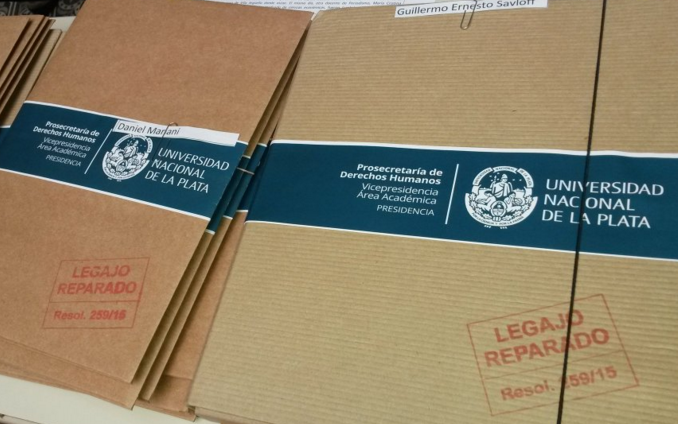 Guillermo Ernesto Savloff
Daniel Mariani
Prosecretaría de
Derechos Humanos
Vicepresidencia
Área Académica
PRESIDENCIA
UNIVERSIDAD
NACIONAL
DE LA PLATA
LEGAJO
REPARADO
Resol. 259/15
Prosecretaría de
Derechos Humanos
Vicepresidencia
Área Académica
PRESIDENCIA
UNIVERSIDAD
NACIONAL
DE LA PLATA
LEGAJO
REPARADO
Resol. 259/15